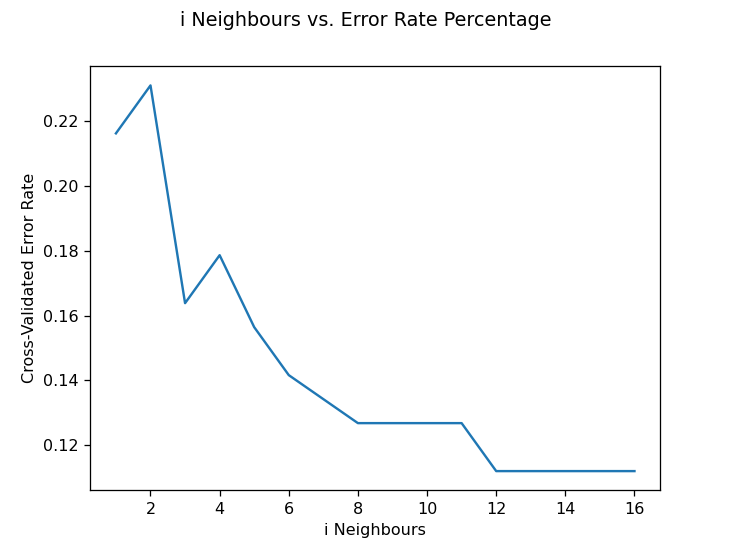 i Neighbours vs. Error Rate Percentage
Cross-Validated Error Rate
0.22
0.20
0.18
0.16
0.14
0.12
2 4 6 8 10 12 14 16
i Neighbours